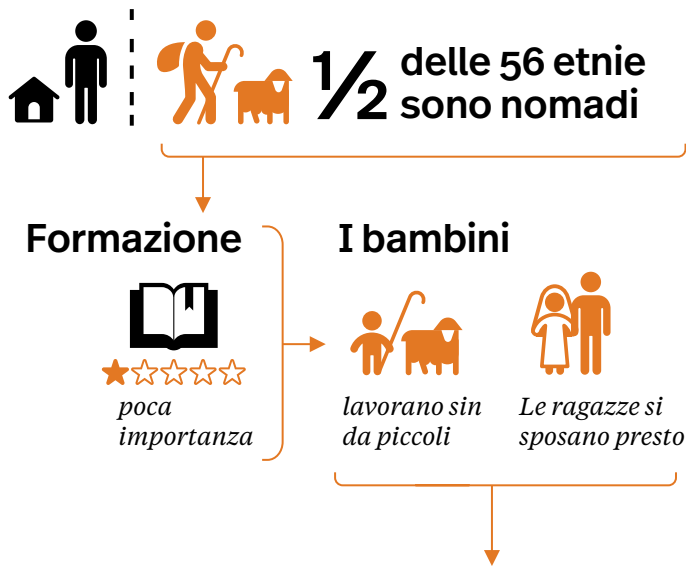 ½ delle 56 etnie
sono nomadi
Formazione
poca
importanza
I bambini
lavorano sin
da piccoli
Le ragazze si
sposano presto